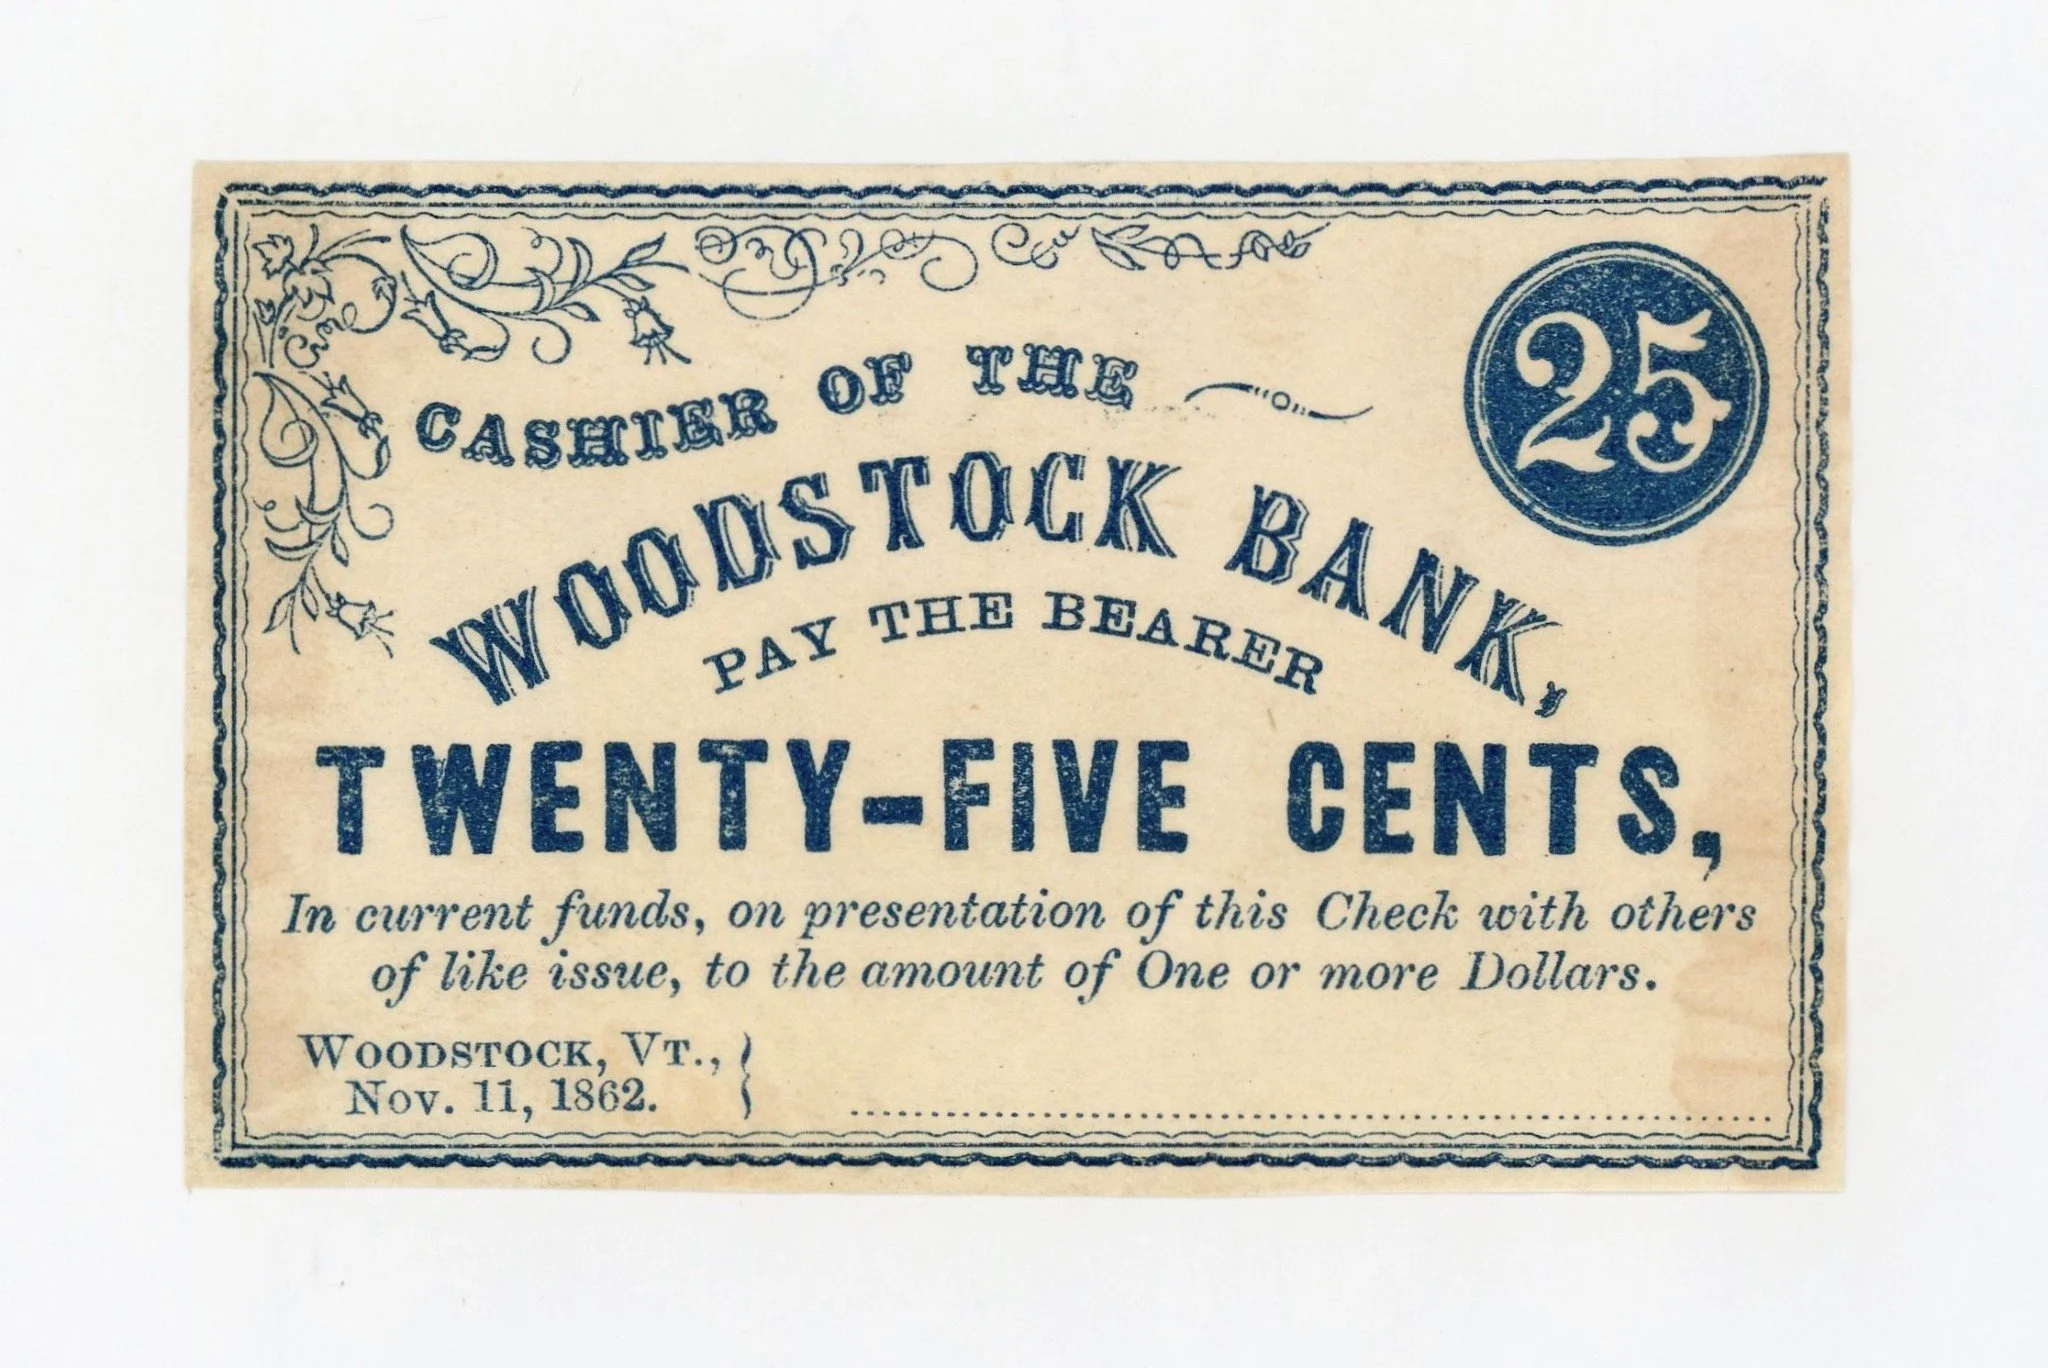 CASHIER OF THE
25
WOODSTOCK BANK,
PAY THE BEARER
TWENTY-FIVE CENTS,
In current funds, on presentation of this Check with others
of like issue, to the amount of One or more Dollars.
WOODSTOCK, VT.,
Nov. 11, 1862.